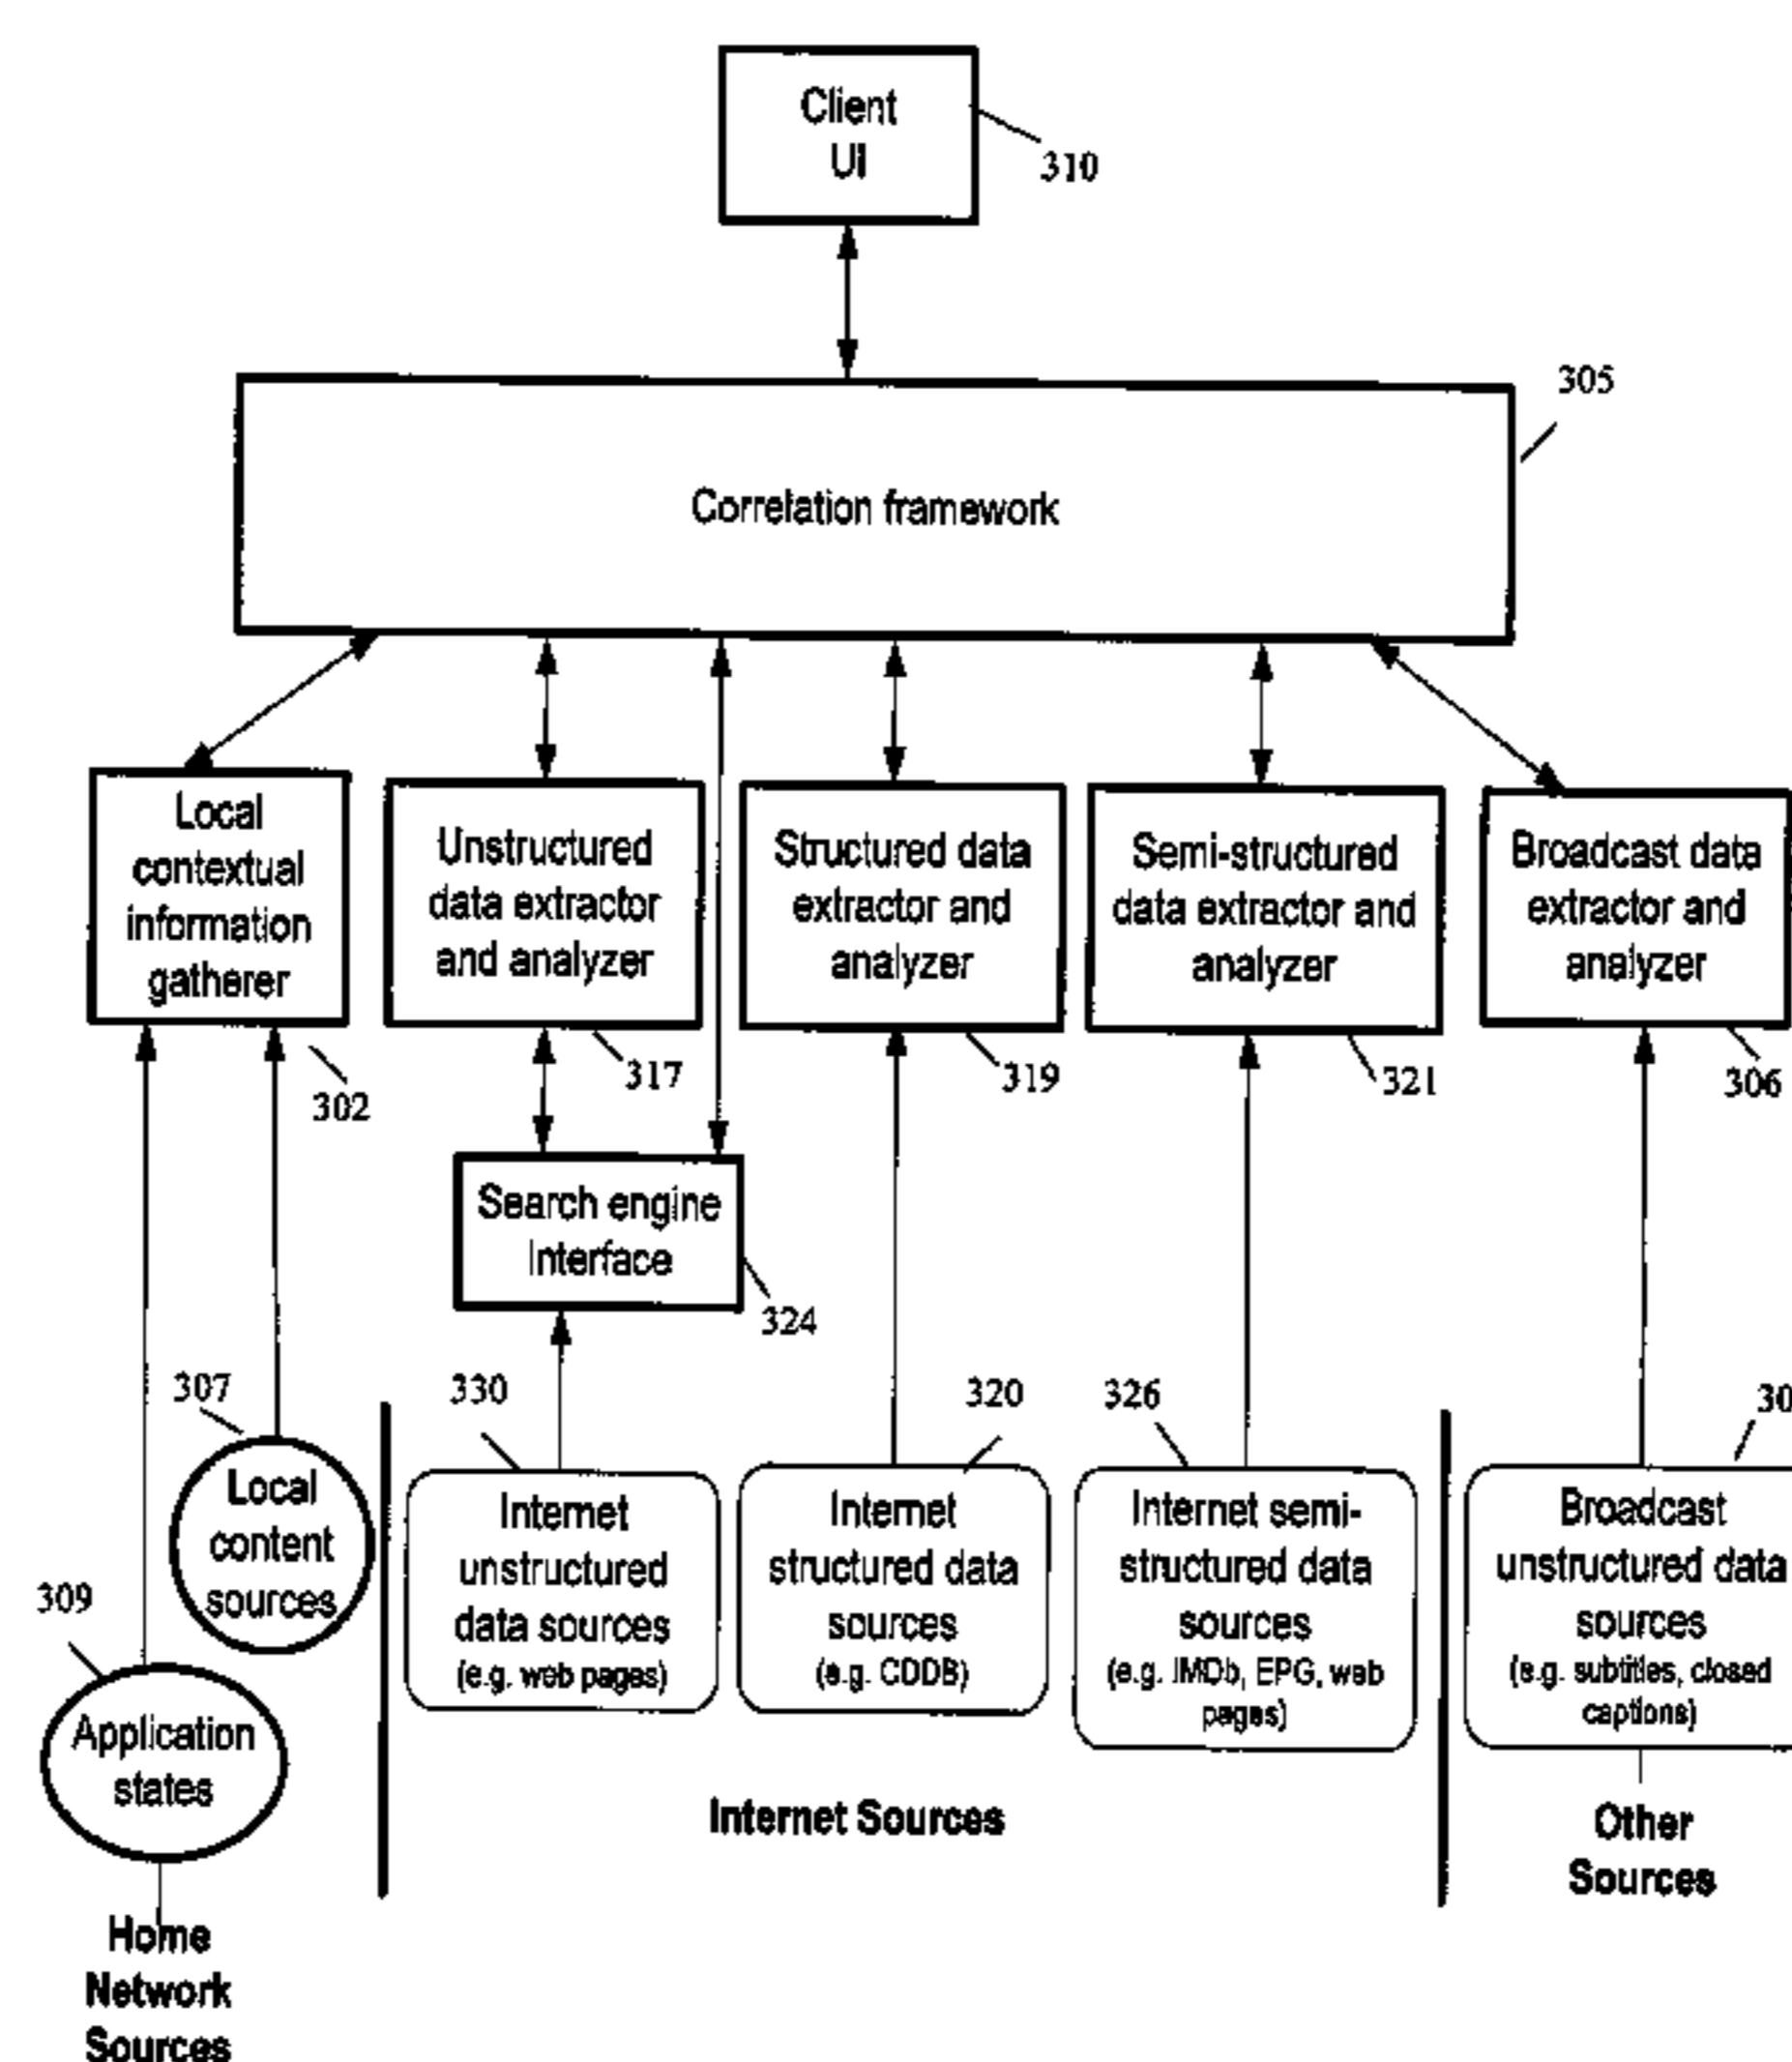 Client
UI
310
305
Correlation framework
Local
contextual
information
gatherer
302
Unstructured
data extractor
and analyzer
317
Structured data
extractor and
analyzer
319
Semi-structured
data extractor and
analyzer
321
Broadcast data
extractor and
analyzer
306
Search engine
Interface
324
307
Local
content
sources
309
Application
states
Home
Network
Sources
330
Internet
unstructured
data sources
(e.g. web pages)
320
Internet
structured data
sources
(e.g. CDDB)
326
Internet semi-
structured data
sources
(e.g. IMDb, EPG, web
pages)
Internet Sources
Broadcast
unstructured data
sources
(e.g. subtitles, closed
captions)
Other
Sources